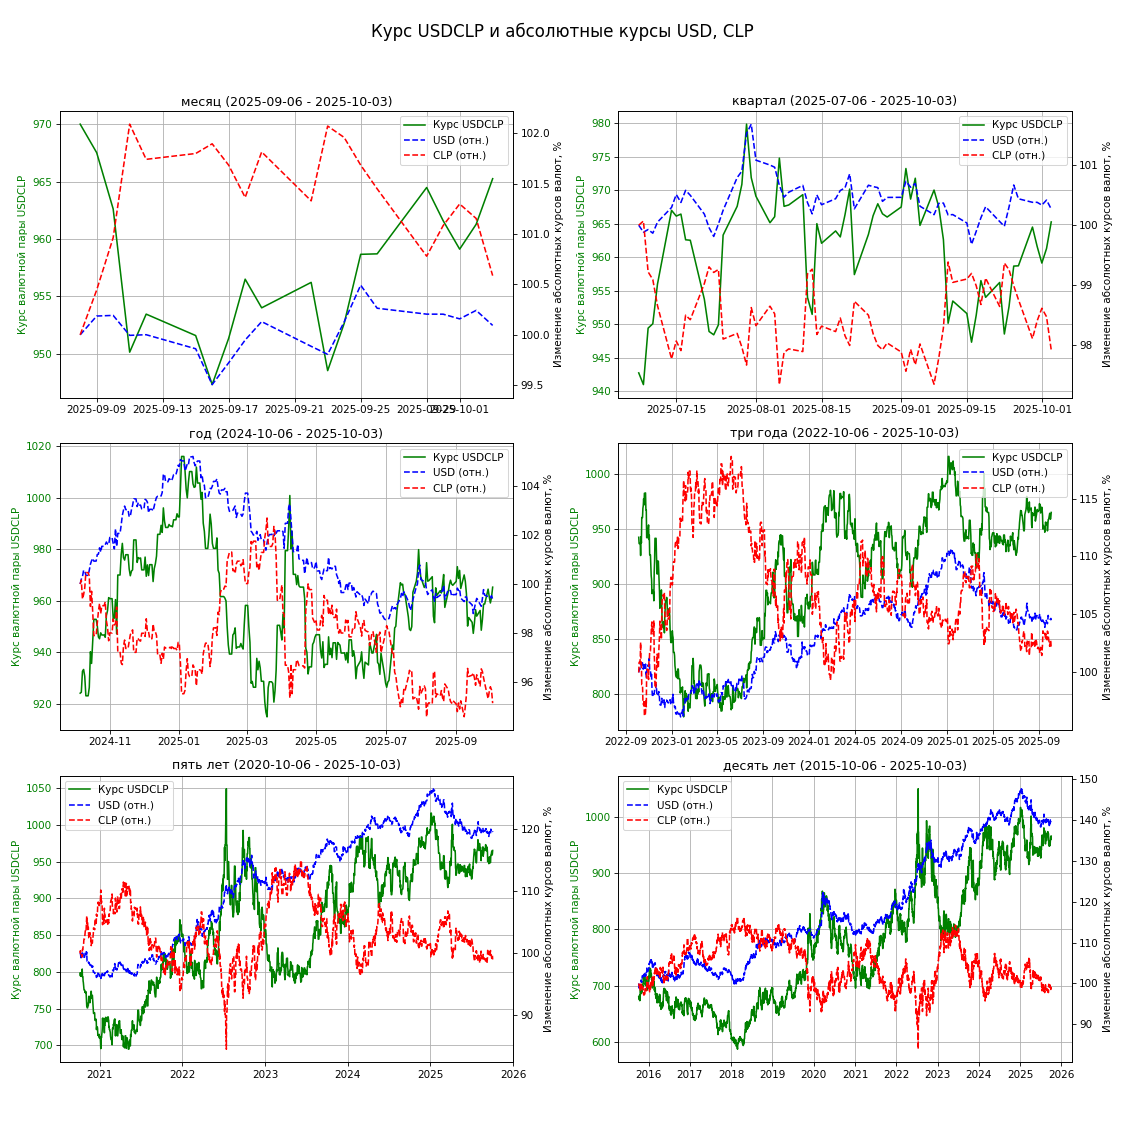 Курс USDCLP и абсолютные курсы USD, CLP
месяц (2025-09-06 - 2025-10-03)
Курс валютной пары USDCLP
Изменение абсолютных курсов валют, %
Курс USDCLP
USD (отн.)
CLP (отн.)
970
965
960
955
950
102.0
101.5
101.0
100.5
100.0
99.5
2025-09-09 2025-09-13 2025-09-17 2025-09-21 2025-09-25 2025-09-29 2025-10-01
квартал (2025-07-06 - 2025-10-03)
Курс валютной пары USDCLP
Изменение абсолютных курсов валют, %
Курс USDCLP
USD (отн.)
CLP (отн.)
980
975
970
965
960
955
950
945
940
101
100
99
98
2025-07-15 2025-08-01 2025-08-15 2025-09-01 2025-09-15 2025-10-01
год (2024-10-06 - 2025-10-03)
Курс валютной пары USDCLP
Изменение абсолютных курсов валют, %
Курс USDCLP
USD (отн.)
CLP (отн.)
1020
1000
980
960
940
920
104
102
100
98
96
2024-11 2025-01 2025-03 2025-05 2025-07 2025-09
три года (2022-10-06 - 2025-10-03)
Курс валютной пары USDCLP
Изменение абсолютных курсов валют, %
Курс USDCLP
USD (отн.)
CLP (отн.)
1000
950
900
850
800
115
110
105
100
2022-09 2023-01 2023-05 2023-09 2024-01 2024-05 2024-09 2025-01 2025-05 2025-09
пять лет (2020-10-06 - 2025-10-03)
Курс валютной пары USDCLP
Изменение абсолютных курсов валют, %
Курс USDCLP
USD (отн.)
CLP (отн.)
1050
1000
950
900
850
800
750
700
120
110
100
90
2021 2022 2023 2024 2025 2026
десять лет (2015-10-06 - 2025-10-03)
Курс валютной пары USDCLP
Изменение абсолютных курсов валют, %
Курс USDCLP
USD (отн.)
CLP (отн.)
1000
900
800
700
600
150
140
130
120
110
100
90
2016 2017 2018 2019 2020 2021 2022 2023 2024 2025 2026